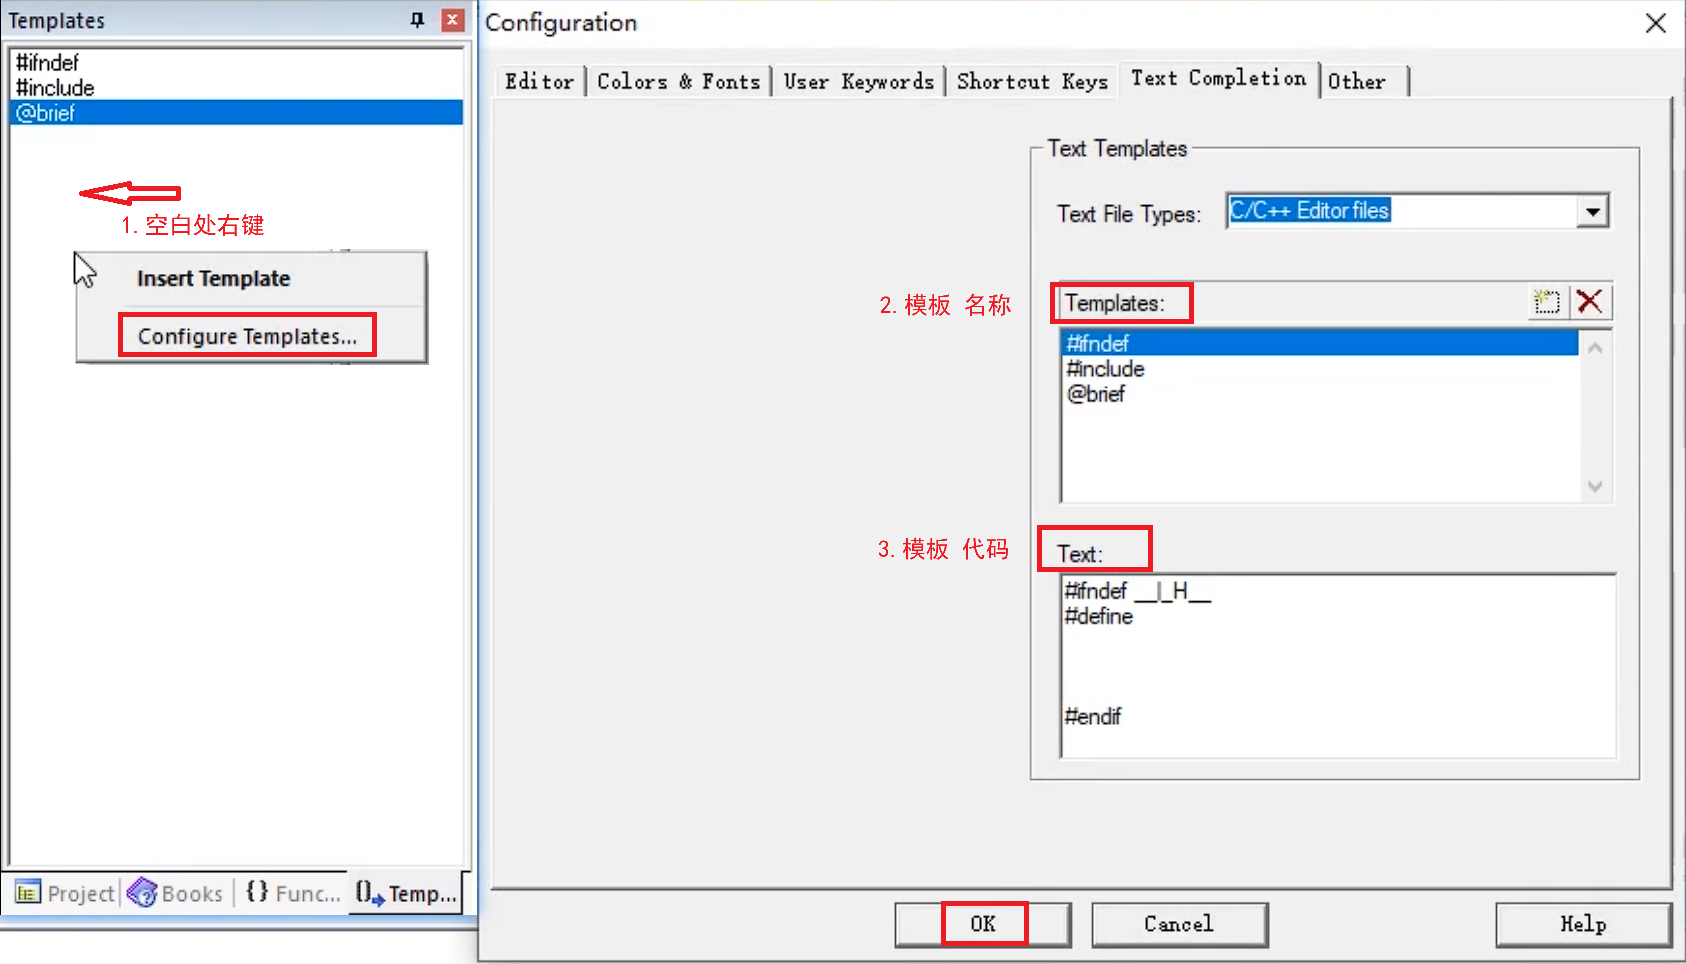 Templates
#ifndef
#include
@brief
1. 空白处右键
Insert Template
Configure Templates...
Project
Books
{} Func...
Temp...
Configuration
Editor
Colors & Fonts
User Keywords
Shortcut Keys
Text Completion
Other
Text Templates
Text File Types:
C/C++ Editor files
2. 模板 名称
Templates:
#ifndef
#include
@brief
3. 模板 代码
Text:
#ifndef __|_H__
#define
#endif
OK
Cancel
Help